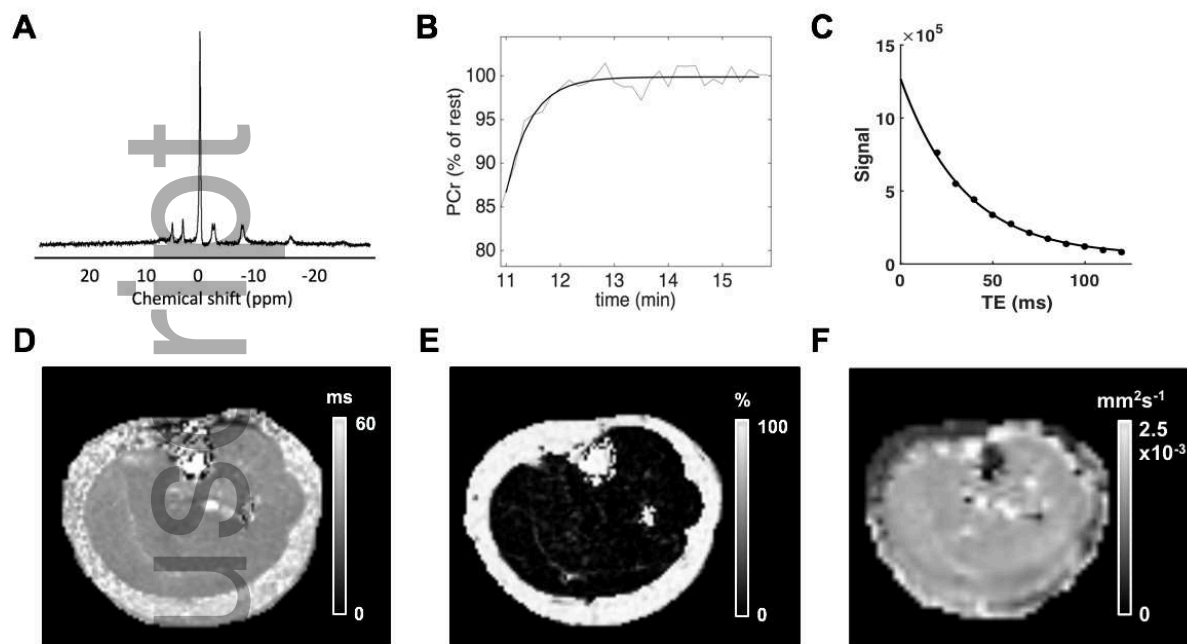 A
20 10 0 -10 -20
Chemical shift (ppm)
B
PCr (% of rest)
100
95
90
85
80
11 12 13 14 15
time (min)
C
×10⁵
15
10
5
0
Signal
0 50 100
TE (ms)
D
ms
60
0
E
%
100
0
F
mm²s⁻¹
2.5
x10⁻³
0